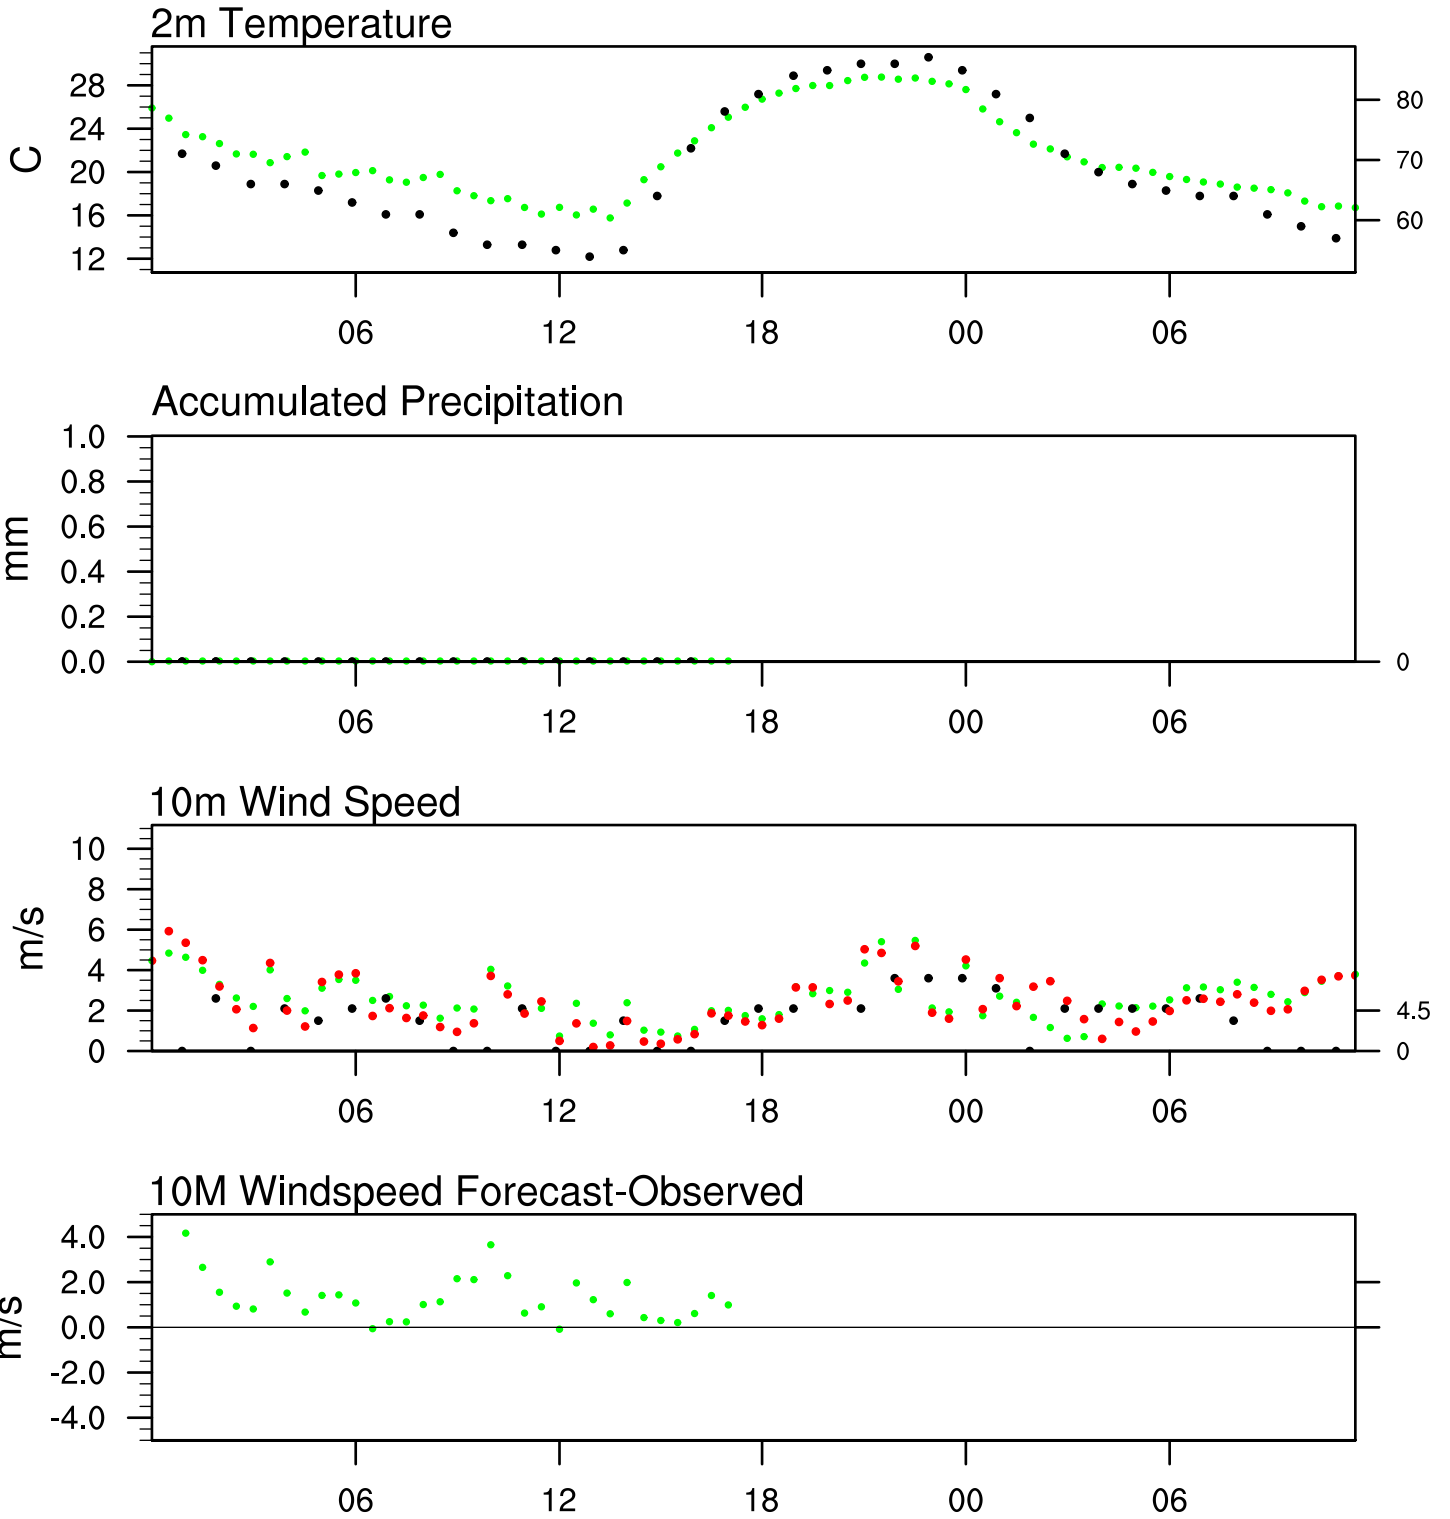 2m Temperature
28
24
20
16
12
C
80
70
60
06 12 18 00 06
Accumulated Precipitation
1.0
0.8
0.6
0.4
0.2
0.0
mm
0
06 12 18 00 06
10m Wind Speed
10
8
6
4
2
0
m/s
4.5
0
06 12 18 00 06
10M Windspeed Forecast-Observed
4.0
2.0
0.0
-2.0
-4.0
m/s
06 12 18 00 06